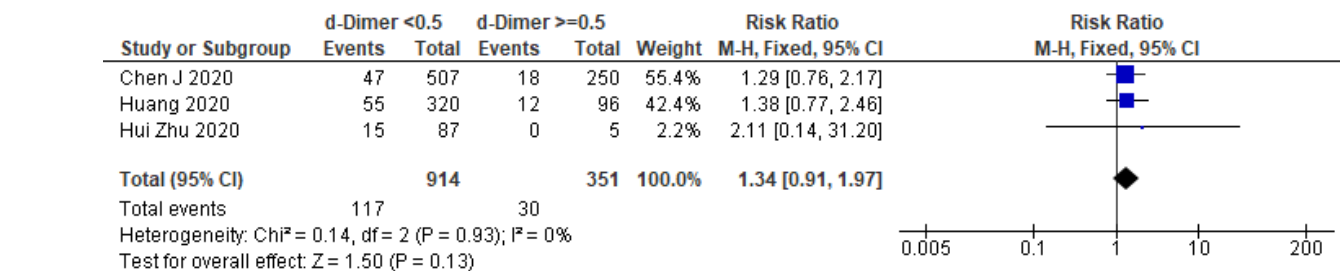 d-Dimer <0.5 d-Dimer >=0.5 Risk Ratio Risk Ratio
Study or Subgroup Events Total Events Total Weight M-H, Fixed, 95% CI M-H, Fixed, 95% CI
Chen J 2020 47 507 18 250 55.4% 1.29 [0.76, 2.17]
Huang 2020 55 320 12 96 42.4% 1.38 [0.77, 2.46]
Hui Zhu 2020 15 87 0 5 2.2% 2.11 [0.14, 31.20]
Total (95% CI) 914 351 100.0% 1.34 [0.91, 1.97]
Total events 117 30
Heterogeneity: Chi² = 0.14, df = 2 (P = 0.93); I² = 0%
Test for overall effect: Z = 1.50 (P = 0.13)
0.005 0.1 1 10 200